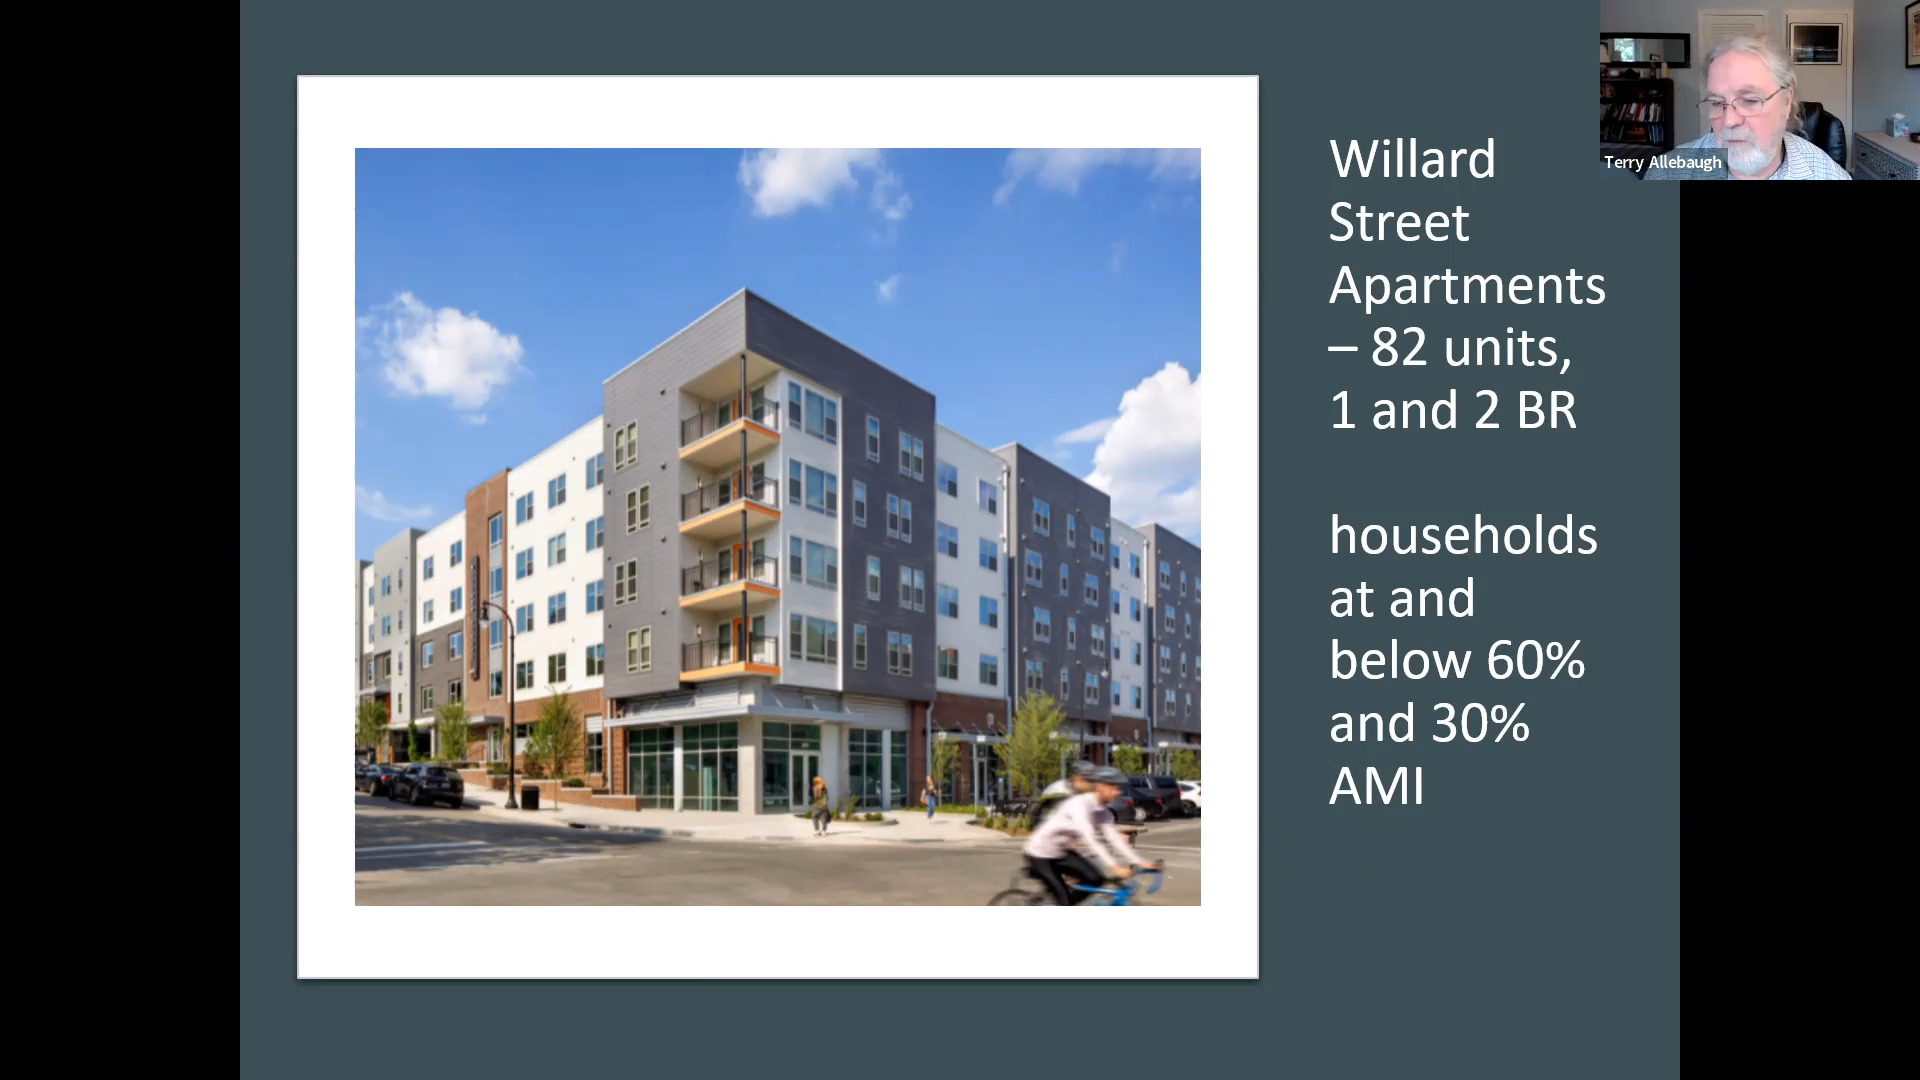 Willard
Street
Apartments
– 82 units,
1 and 2 BR
households
at and
below 60%
and 30%
AMI
Terry Allebaugh